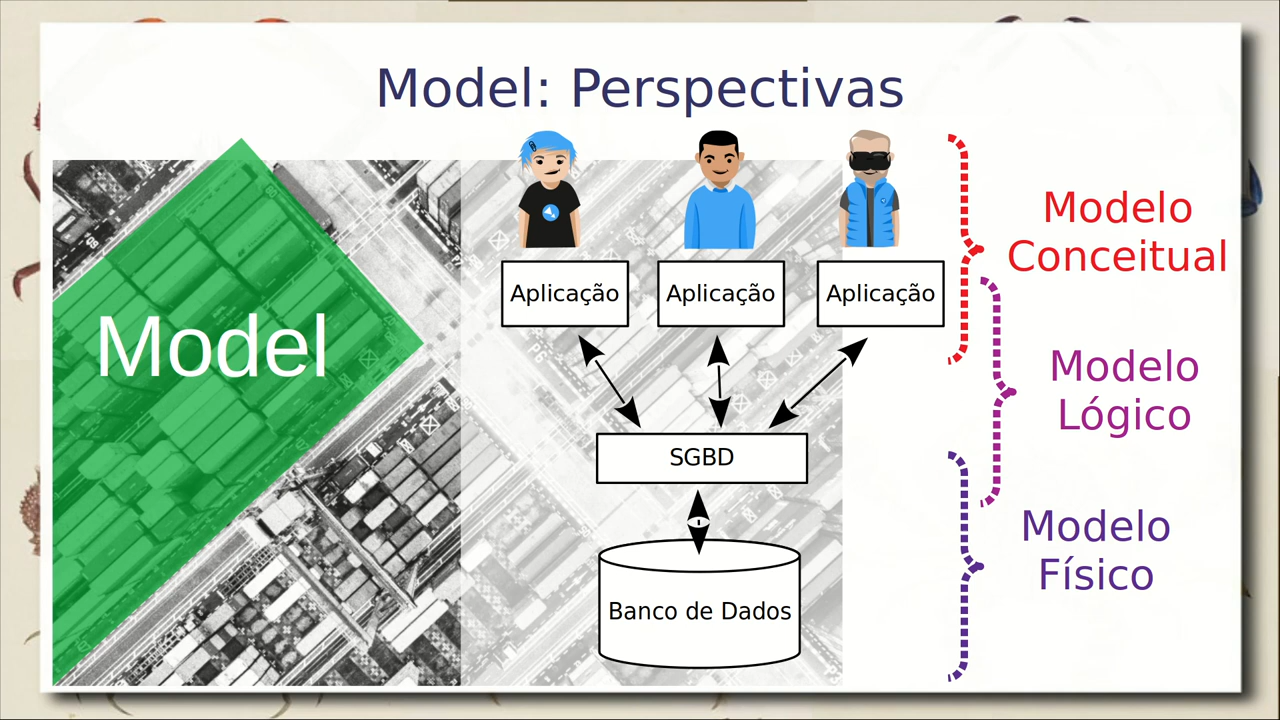 Model: Perspectivas
Model
Aplicação
Aplicação
Aplicação
SGBD
Banco de Dados
Modelo
Conceitual
Modelo
Lógico
Modelo
Físico